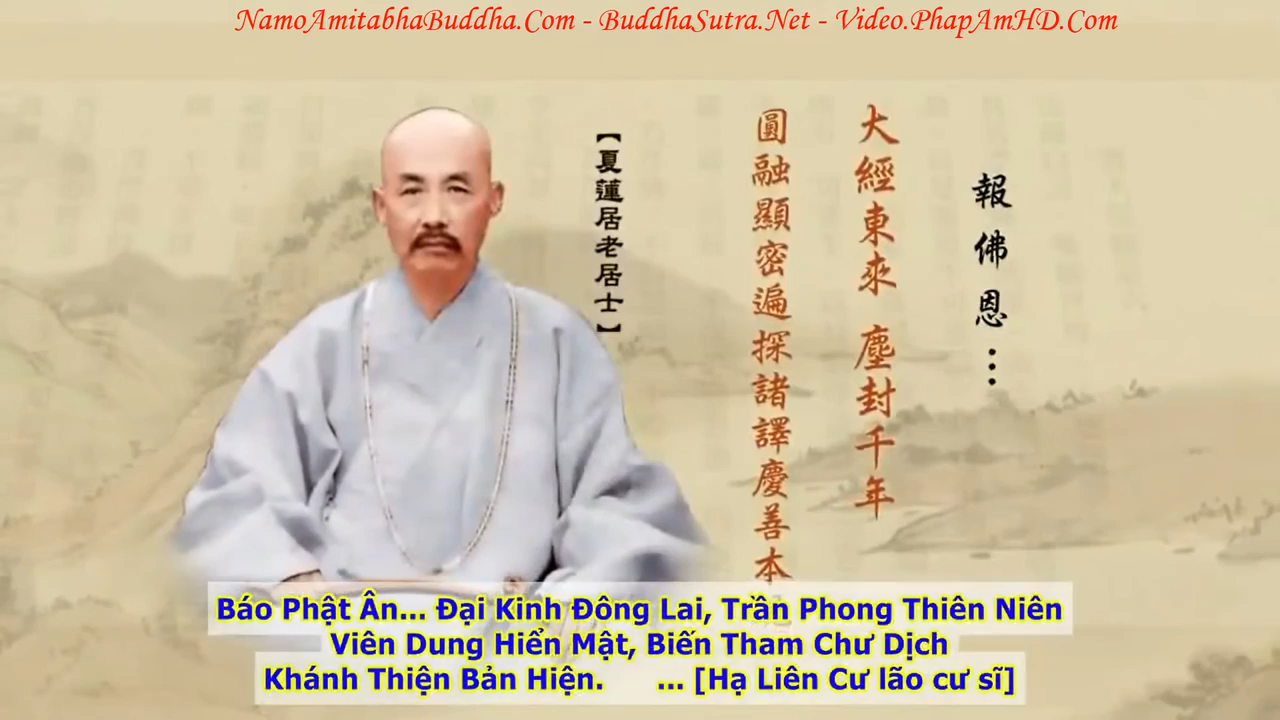 NamoAmitabhaBuddha.Com - BuddhaSutra.Net - Video.PhapAmHD.Com
報佛恩…
大經東來 塵封千年
圓融顯密遍探諸譯慶善本
【夏蓮居老居士】
Báo Phật Ân... Đại Kinh Đông Lai, Trần Phong Thiên Niên
Viên Dung Hiển Mật, Biến Tham Chư Dịch
Khánh Thiện Bản Hiện. ... [Hạ Liên Cư lão cư sĩ]